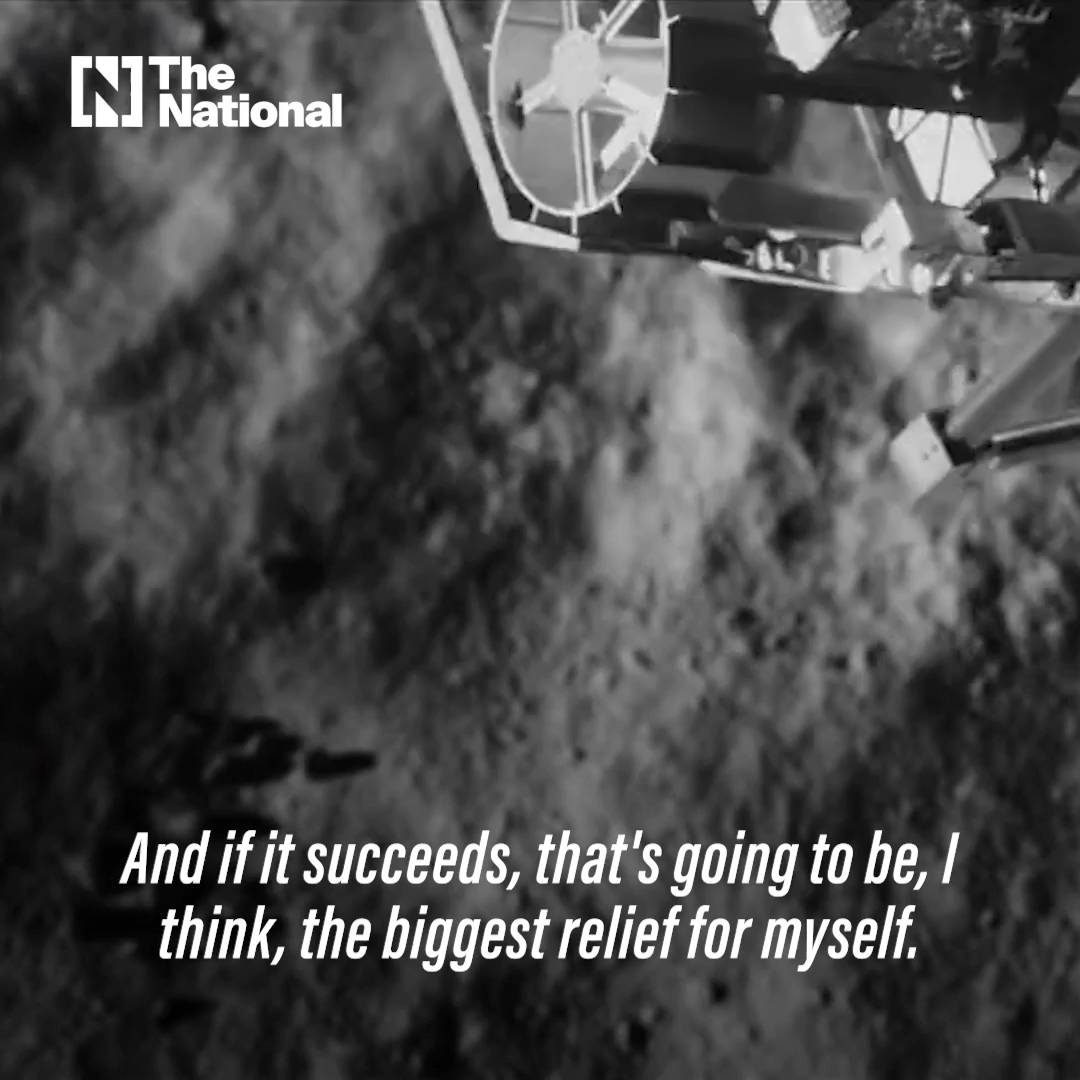 The
National
And if it succeeds, that's going to be, I
think, the biggest relief for myself.